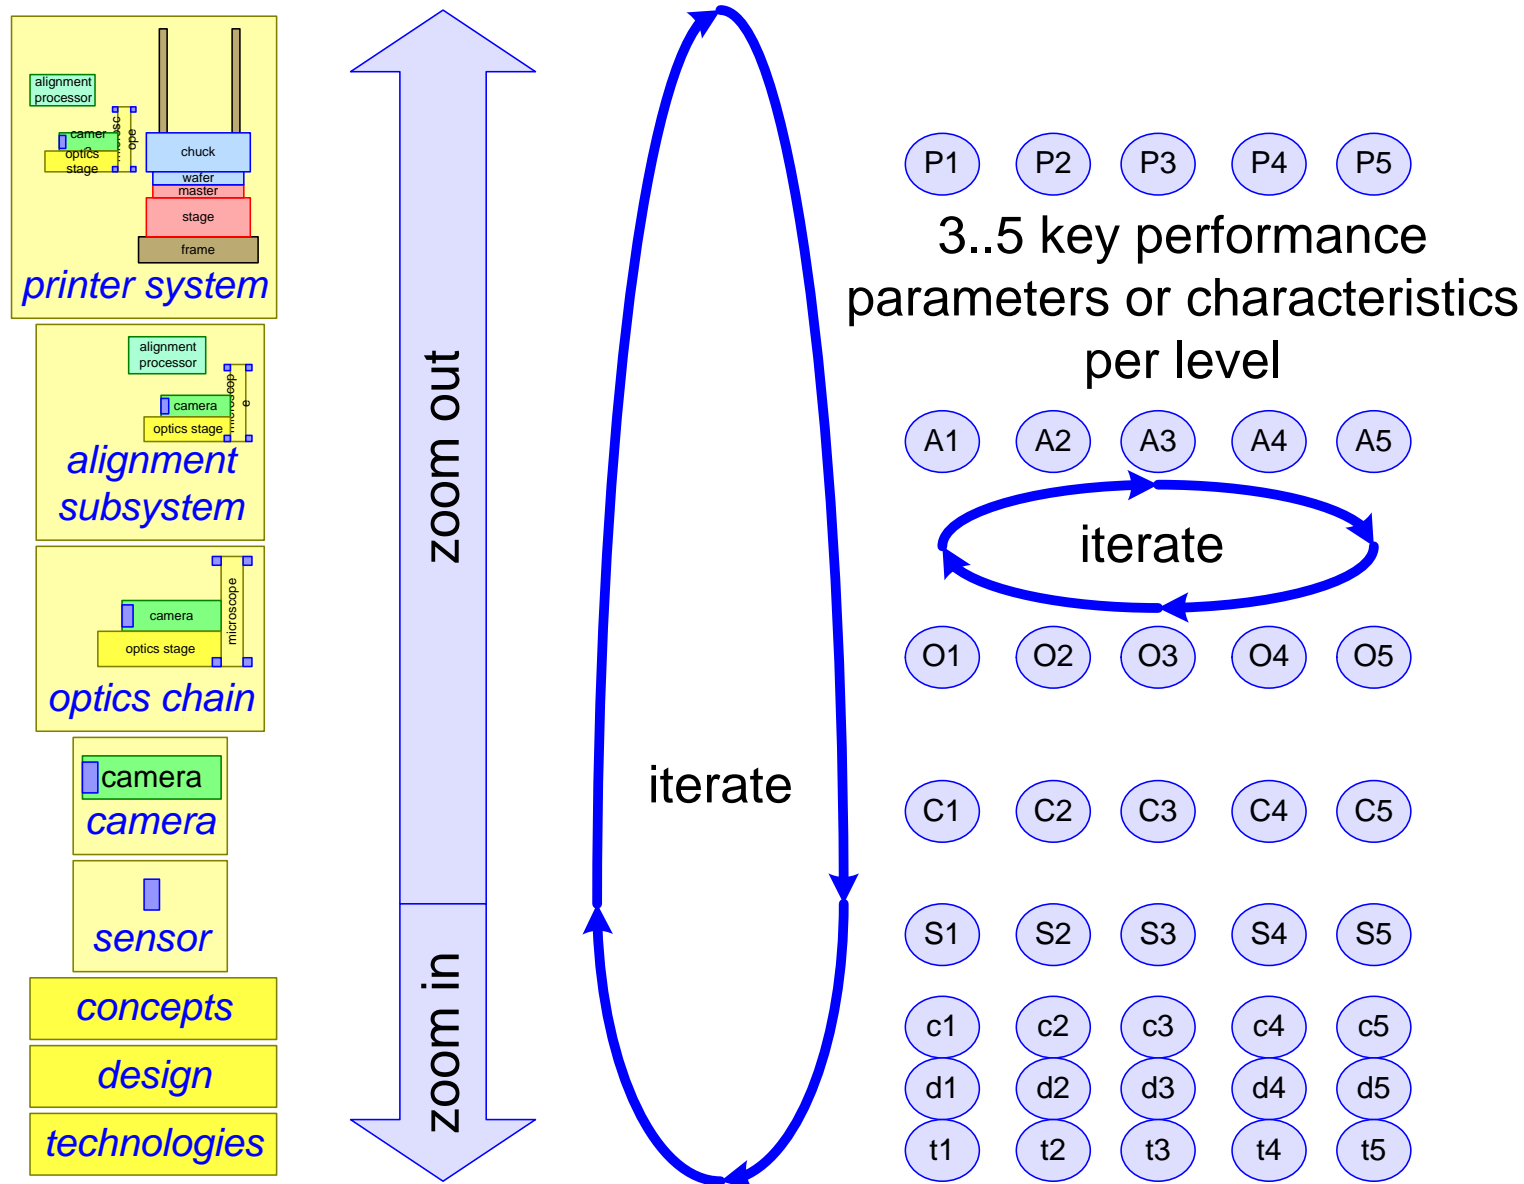 alignment
processor
camer
optics
stage
chuck
wafer
master
stage
frame
printer system
alignment
processor
camera
optics stage
alignment
subsystem
camera
optics stage
microscope
optics chain
camera
camera
sensor
concepts
design
technologies
zoom out
zoom in
iterate
P1 P2 P3 P4 P5
3..5 key performance
parameters or characteristics
per level
A1 A2 A3 A4 A5
iterate
O1 O2 O3 O4 O5
C1 C2 C3 C4 C5
S1 S2 S3 S4 S5
c1 c2 c3 c4 c5
d1 d2 d3 d4 d5
t1 t2 t3 t4 t5